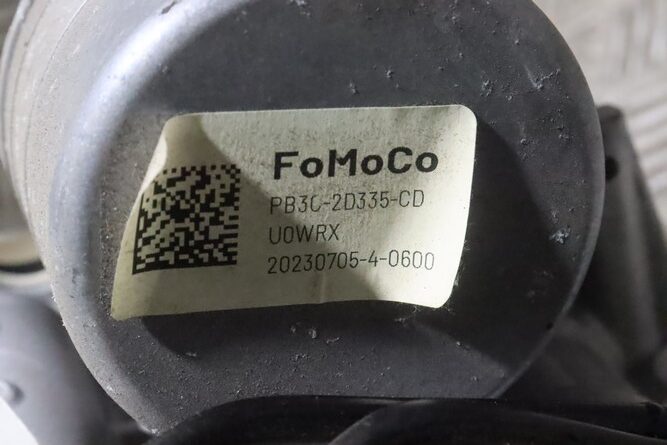 FoMoCo
PB3C-2D335-CD
U0WRX
20230705-4-0600